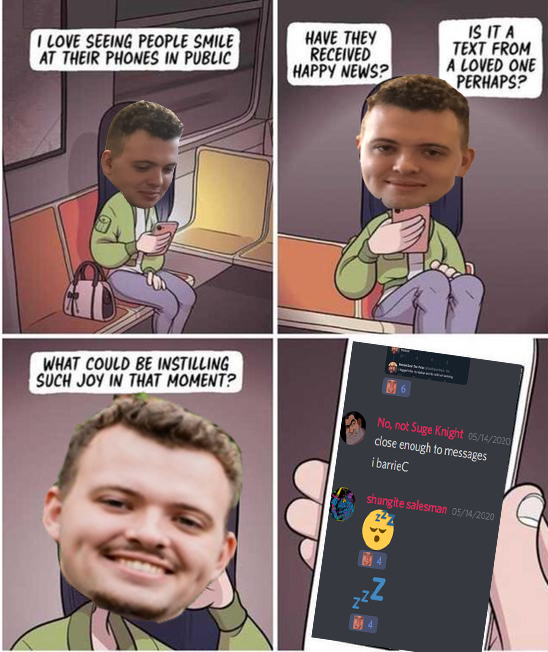 I LOVE SEEING PEOPLE SMILE
AT THEIR PHONES IN PUBLIC
HAVE THEY
RECEIVED
HAPPY NEWS?
IS IT A
TEXT FROM
A LOVED ONE
PERHAPS?
WHAT COULD BE INSTILLING
SUCH JOY IN THAT MOMENT?
6
No, not Suge Knight 05/14/2020
close enough to messages
i barrieC
shangite salesman 05/14/2020
zzZ
4
zzZ
4